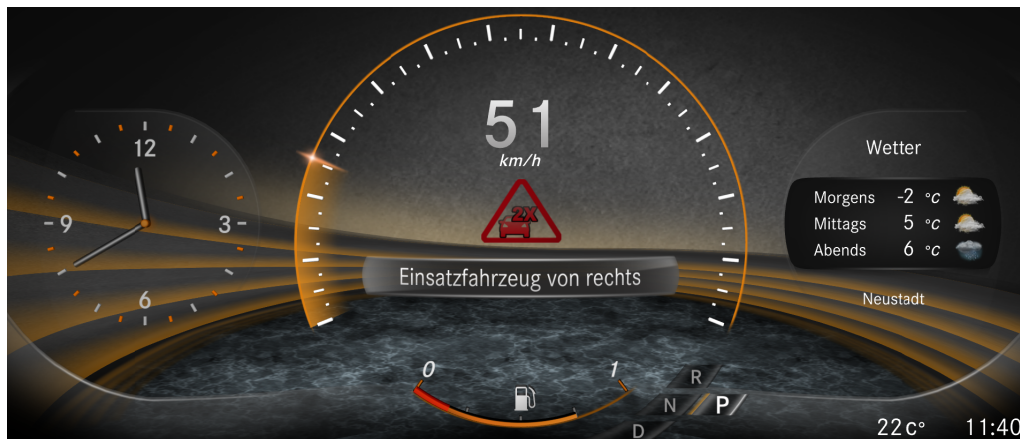 12
9
3
6
51
km/h
2X
Einsatzfahrzeug von rechts
0
1
R
N
P
D
Wetter
Morgens -2 °C
Mittags 5 °C
Abends 6 °C
Neustadt
22C° 11:40